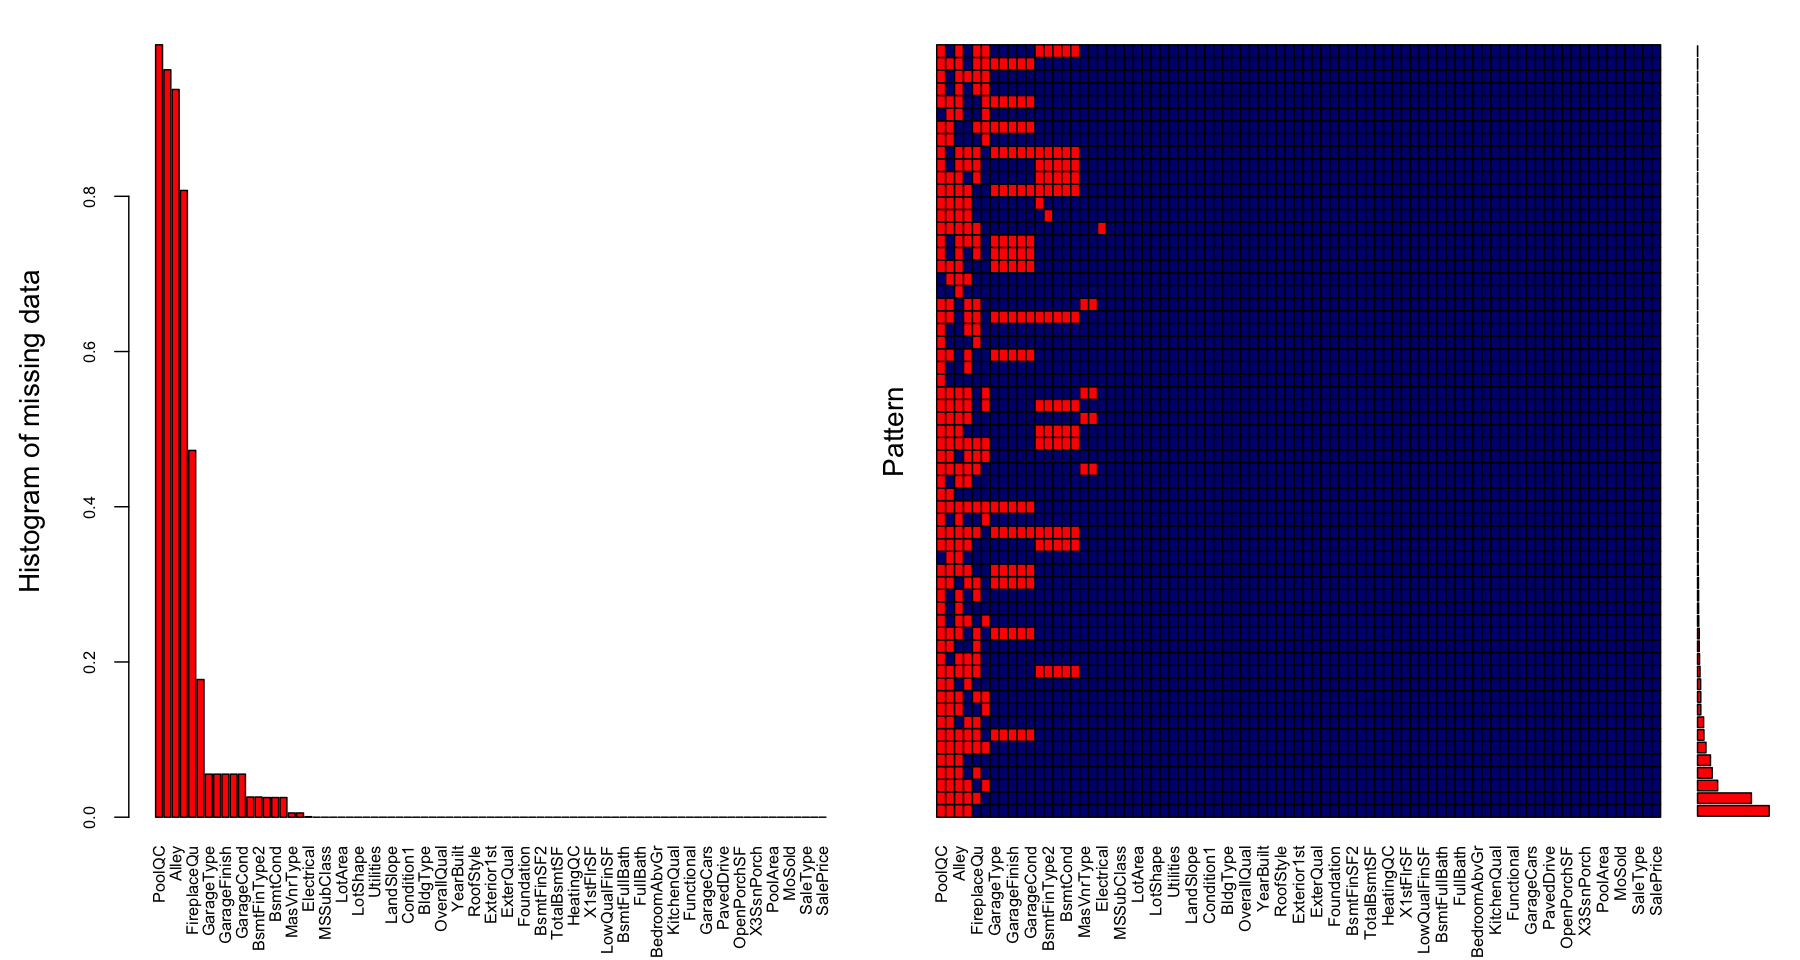 Histogram of missing data
0.0
0.2
0.4
0.6
0.8
PoolQC
Alley
FireplaceQu
GarageType
GarageFinish
GarageCond
BsmtFinType2
BsmtCond
MasVnrType
Electrical
MSSubClass
LotArea
LotShape
Utilities
LandSlope
Condition1
BldgType
OverallQual
YearBuilt
RoofStyle
Exterior1st
ExterQual
Foundation
BsmtFinSF2
TotalBsmtSF
HeatingQC
X1stFlrSF
LowQualFinSF
BsmtFullBath
FullBath
BedroomAbvGr
KitchenQual
Functional
GarageCars
PavedDrive
OpenPorchSF
X3SsnPorch
PoolArea
MoSold
SaleType
SalePrice
Pattern
PoolQC
Alley
FireplaceQu
GarageType
GarageFinish
GarageCond
BsmtFinType2
BsmtCond
MasVnrType
Electrical
MSSubClass
LotArea
LotShape
Utilities
LandSlope
Condition1
BldgType
OverallQual
YearBuilt
RoofStyle
Exterior1st
ExterQual
Foundation
BsmtFinSF2
TotalBsmtSF
HeatingQC
X1stFlrSF
LowQualFinSF
BsmtFullBath
FullBath
BedroomAbvGr
KitchenQual
Functional
GarageCars
PavedDrive
OpenPorchSF
X3SsnPorch
PoolArea
MoSold
SaleType
SalePrice